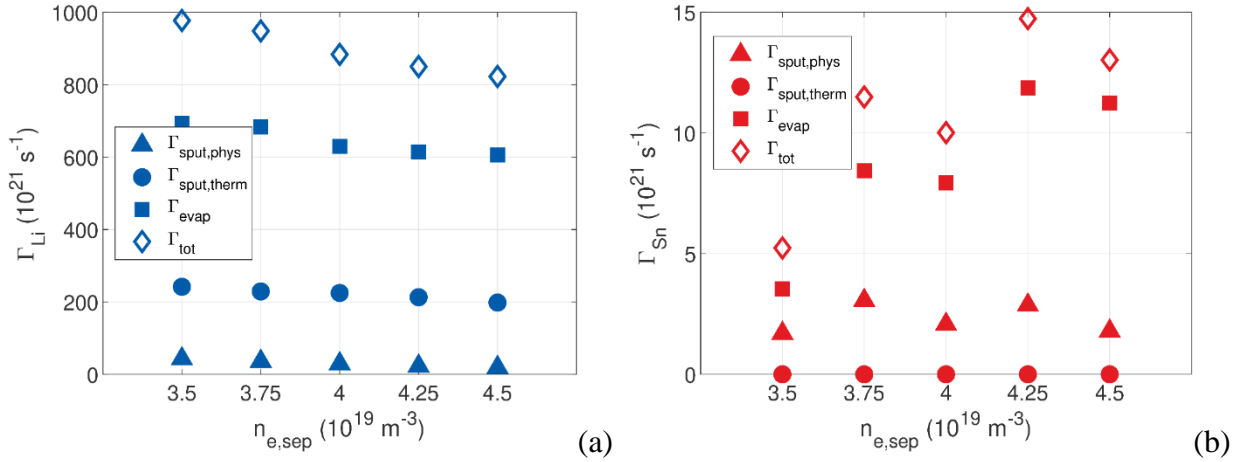 1000
800
600
400
200
0
Γ_Li (10^21 s^-1)
Γ_sput,phys
Γ_sput,therm
Γ_evap
Γ_tot
3.5 3.75 4 4.25 4.5
n_e,sep (10^19 m^-3)
(a)
15
10
5
0
Γ_Sn (10^21 s^-1)
Γ_sput,phys
Γ_sput,therm
Γ_evap
Γ_tot
3.5 3.75 4 4.25 4.5
n_e,sep (10^19 m^-3)
(b)